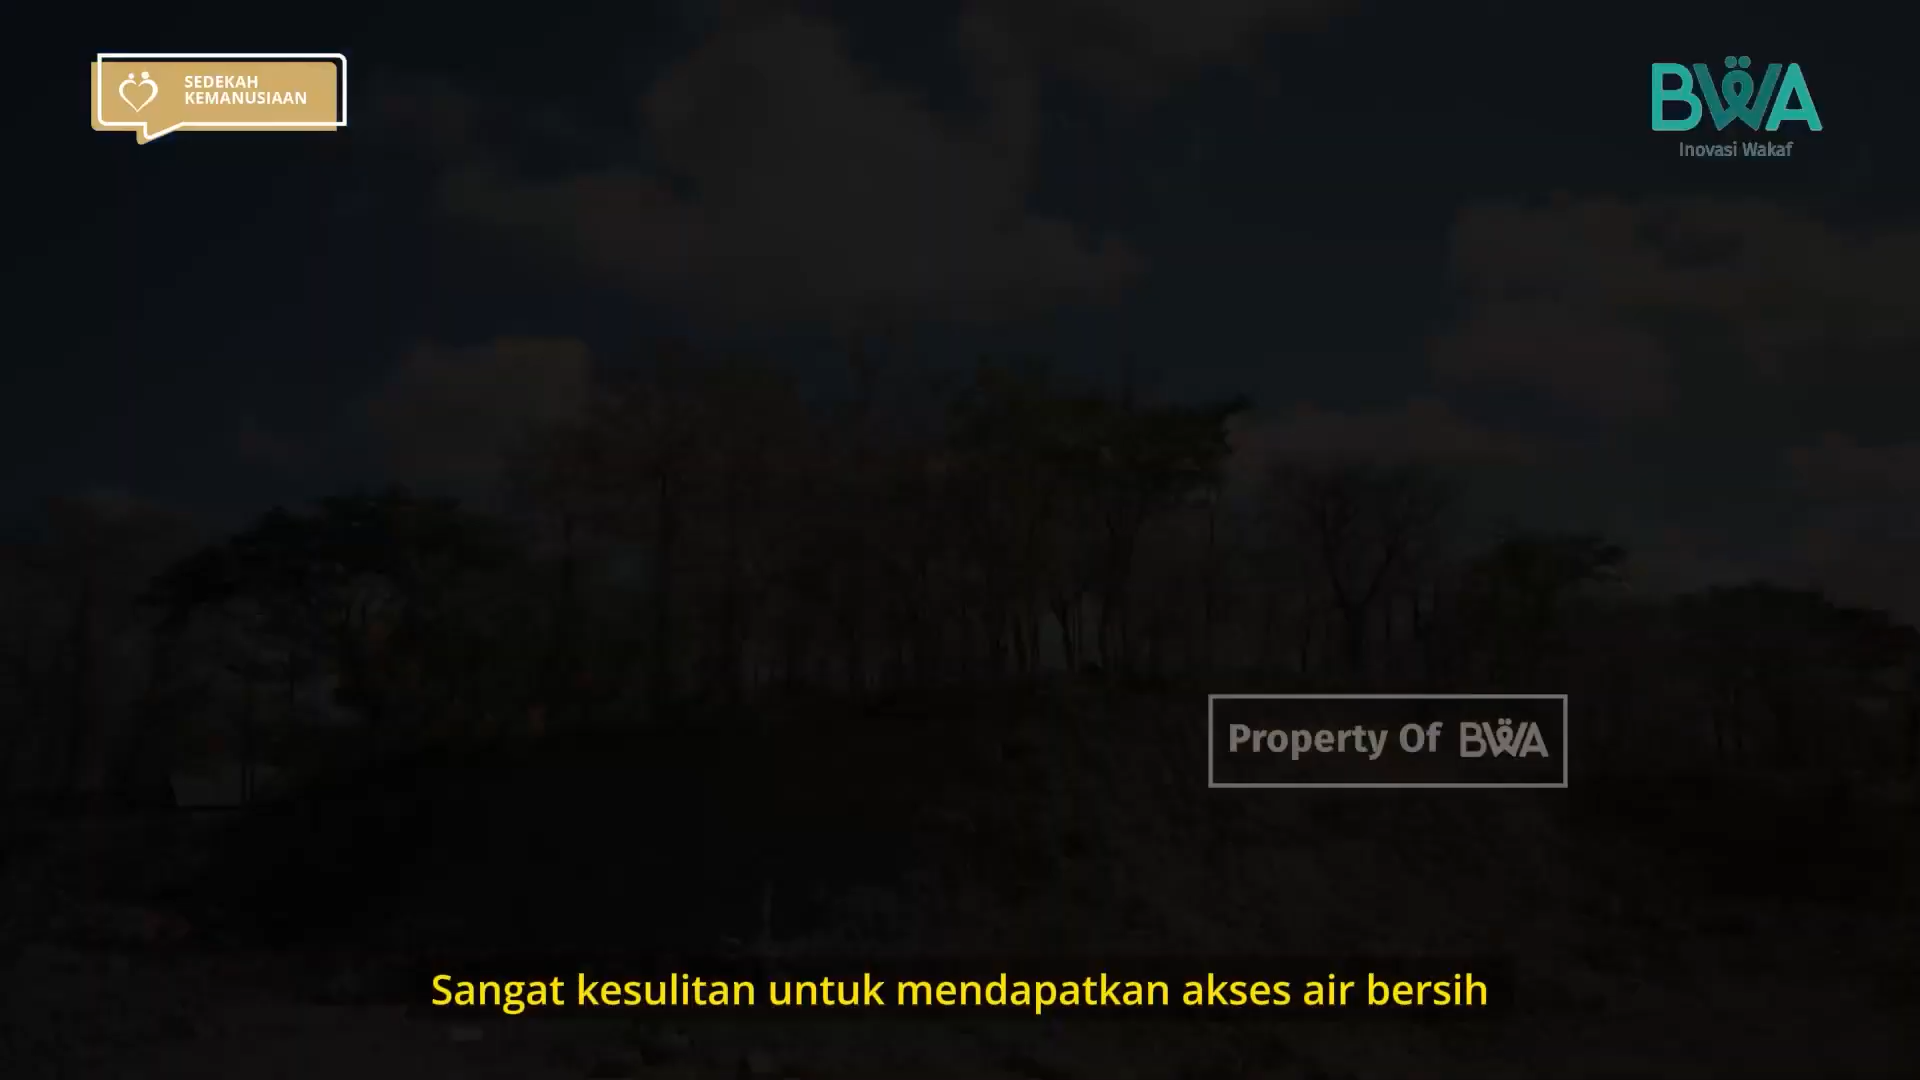 SEDEKAH
KEMANUSIAAN
BWA
Inovasi Wakaf
Property Of BWA
Sangat kesulitan untuk mendapatkan akses air bersih